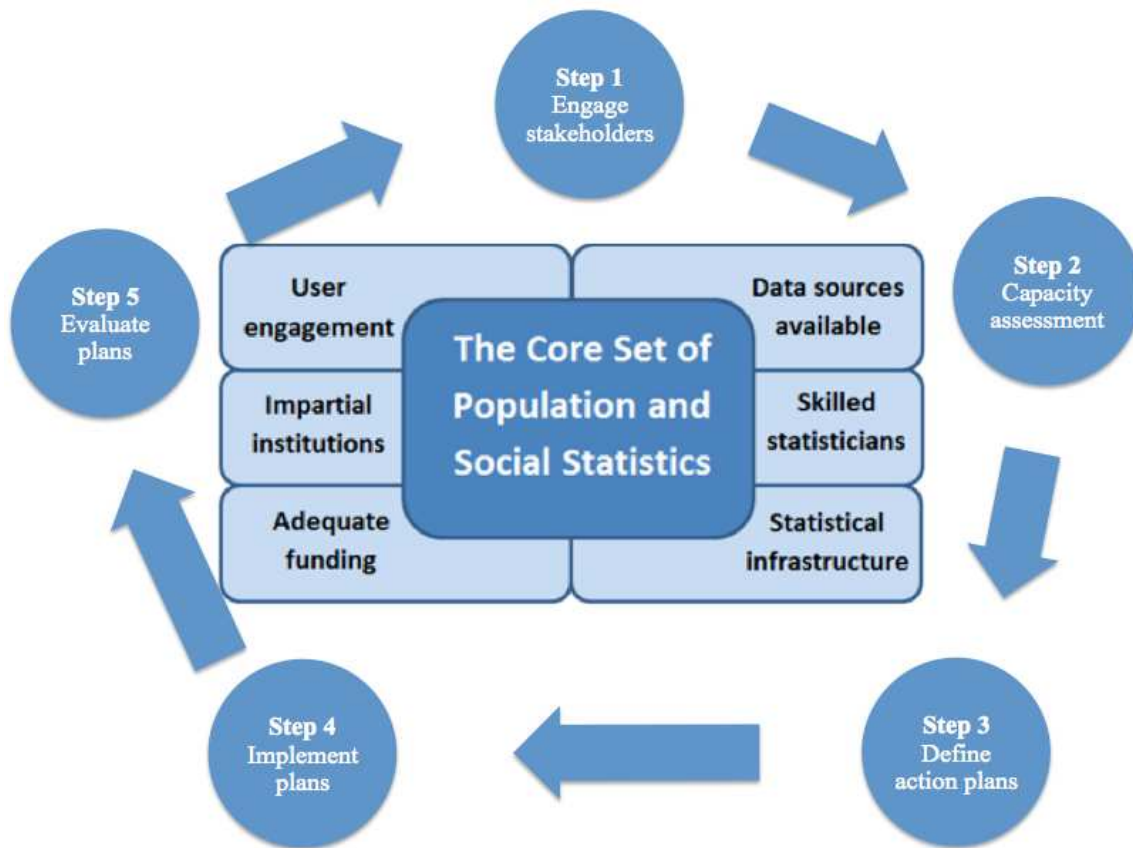 Step 1
Engage
stakeholders
Step 2
Capacity
assessment
Step 3
Define
action plans
Step 4
Implement
plans
Step 5
Evaluate
plans
User
engagement
Impartial
institutions
Adequate
funding
The Core Set of
Population and
Social Statistics
Data sources
available
Skilled
statisticians
Statistical
infrastructure